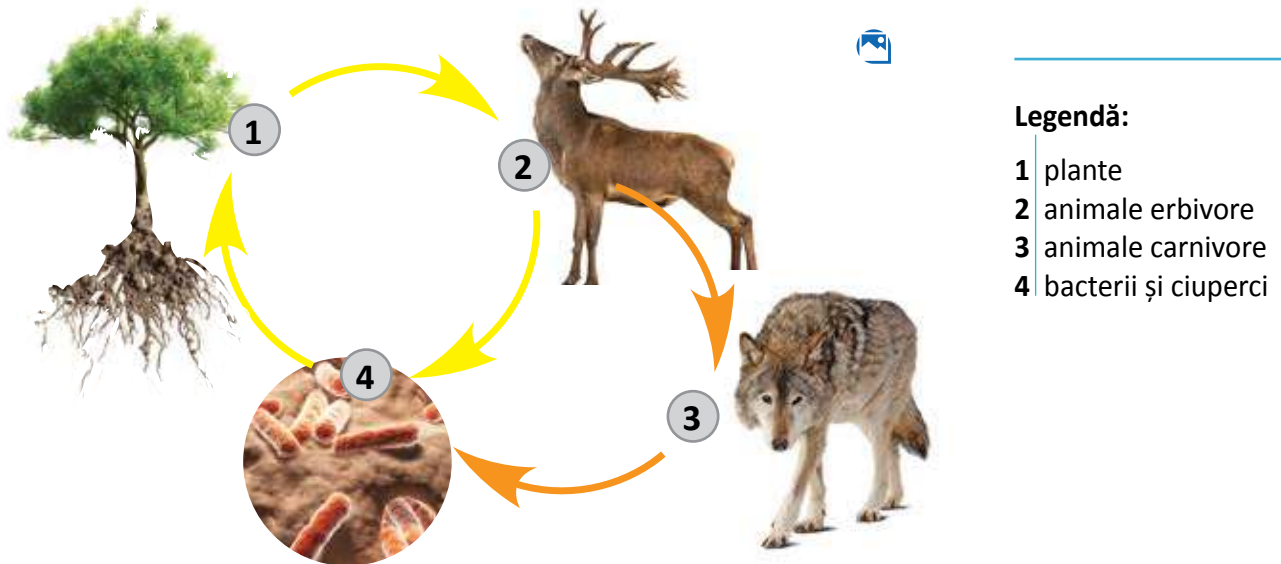 1
2
3
4
Legendă:
1 plante
2 animale erbivore
3 animale carnivore
4 bacterii și ciuperci